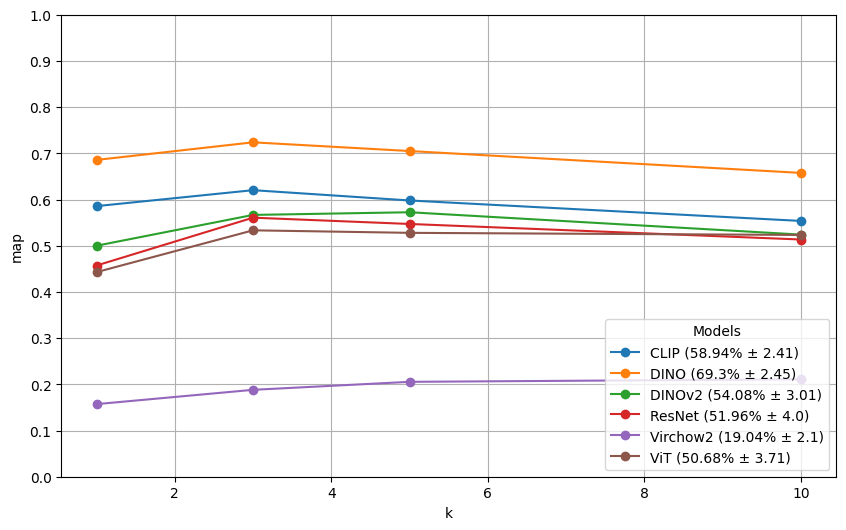 1.0
0.9
0.8
0.7
0.6
0.5
0.4
0.3
0.2
0.1
0.0
map
2
4
6
8
10
k
Models
CLIP (58.94% ± 2.41)
DINO (69.3% ± 2.45)
DINOv2 (54.08% ± 3.01)
ResNet (51.96% ± 4.0)
Virchow2 (19.04% ± 2.1)
ViT (50.68% ± 3.71)